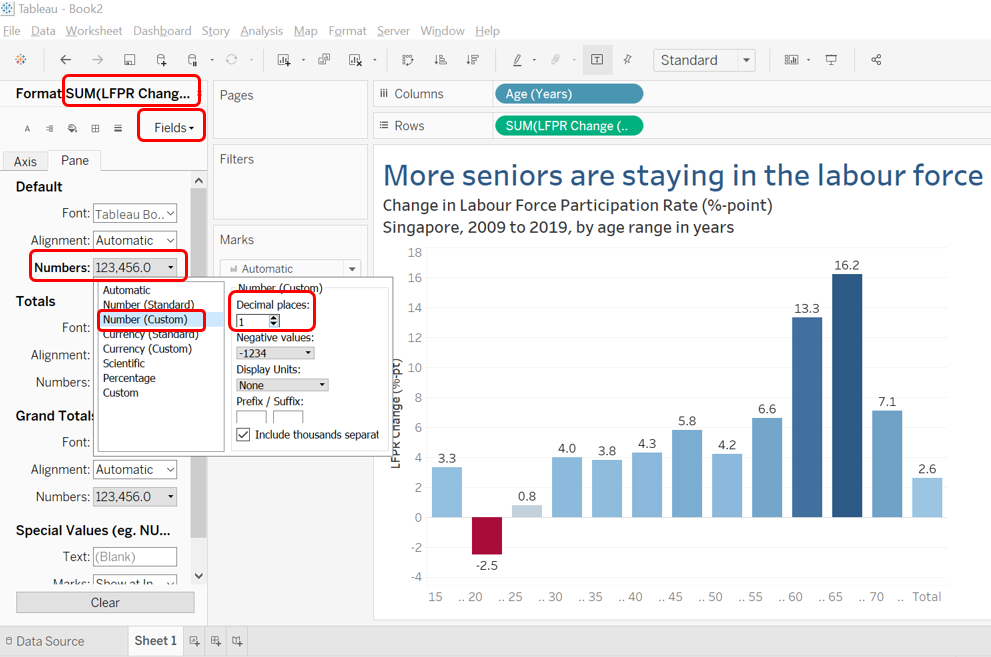 Tableau - Book2
File Data Worksheet Dashboard Story Analysis Map Format Server Window Help
Standard
Format SUM(LFPR Chang...
Fields
Axis Pane
Default
Font: Tableau Bo..
Alignment: Automatic
Numbers: 123,456.0
Automatic
Number (Standard)
Number (Custom)
Currency (Standard)
Currency (Custom)
Scientific
Percentage
Custom
Number (Custom)
Decimal places:
1
Negative values:
-1234
Display Units:
None
Prefix / Suffix:
Include thousands separat
Totals
Font:
Alignment:
Numbers:
Grand Totals
Font:
Alignment: Automatic
Numbers: 123,456.0
Special Values (eg. NU...
Text: (Blank)
Marks: Show at In
Clear
Pages
Filters
Marks
Automatic
Columns Age (Years)
Rows SUM(LFPR Change (..
More seniors are staying in the labour force
Change in Labour Force Participation Rate (%-point)
Singapore, 2009 to 2019, by age range in years
LFPR Change (%-pt)
18
16
14
12
10
8
6
4
2
0
-2
-4
3.3
-2.5
0.8
4.0
3.8
4.3
5.8
4.2
6.6
13.3
16.2
7.1
2.6
15 .. 20 .. 25 .. 30 .. 35 .. 40 .. 45 .. 50 .. 55 .. 60 .. 65 .. 70 .. Total
Data Source Sheet 1